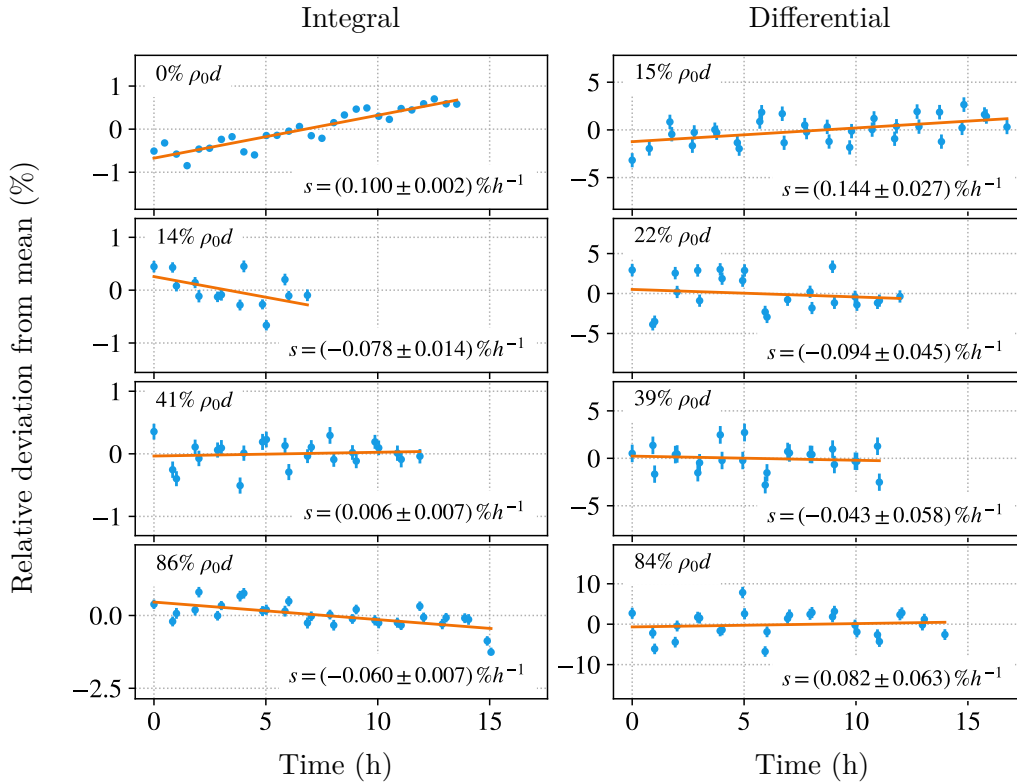 Integral
Differential
Relative deviation from mean (%)
0% ρ₀d
1
0
−1
s = (0.100 ± 0.002) %h⁻¹
15% ρ₀d
5
0
−5
s = (0.144 ± 0.027) %h⁻¹
14% ρ₀d
1
0
−1
s = (−0.078 ± 0.014) %h⁻¹
22% ρ₀d
5
0
−5
s = (−0.094 ± 0.045) %h⁻¹
41% ρ₀d
1
0
−1
s = (0.006 ± 0.007) %h⁻¹
39% ρ₀d
5
0
−5
s = (−0.043 ± 0.058) %h⁻¹
86% ρ₀d
0.0
−2.5
s = (−0.060 ± 0.007) %h⁻¹
0 5 10 15
Time (h)
84% ρ₀d
10
0
−10
s = (0.082 ± 0.063) %h⁻¹
0 5 10 15
Time (h)